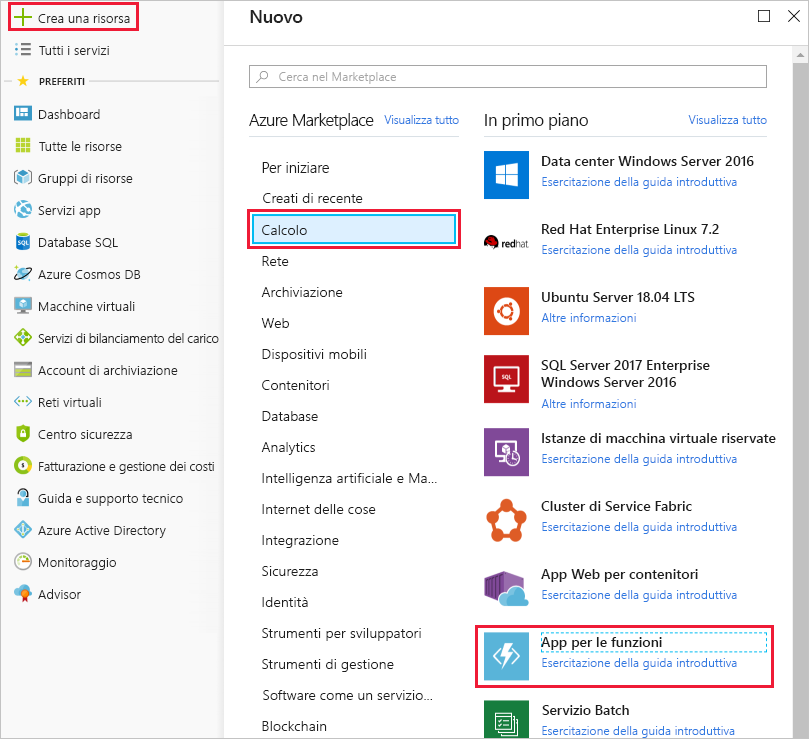 Crea una risorsa
Tutti i servizi
PREFERITI
Dashboard
Tutte le risorse
Gruppi di risorse
Servizi app
Database SQL
Azure Cosmos DB
Macchine virtuali
Servizi di bilanciamento del carico
Account di archiviazione
Reti virtuali
Centro sicurezza
Fatturazione e gestione dei costi
Guida e supporto tecnico
Azure Active Directory
Monitoraggio
Advisor
Nuovo
Cerca nel Marketplace
Azure Marketplace Visualizza tutto
Per iniziare
Creati di recente
Calcolo
Rete
Archiviazione
Web
Dispositivi mobili
Contenitori
Database
Analytics
Intelligenza artificiale e Ma...
Internet delle cose
Integrazione
Sicurezza
Identità
Strumenti per sviluppatori
Strumenti di gestione
Software come un servizio...
Blockchain
In primo piano Visualizza tutto
Data center Windows Server 2016
Esercitazione della guida introduttiva
redhat
Red Hat Enterprise Linux 7.2
Esercitazione della guida introduttiva
Ubuntu Server 18.04 LTS
Altre informazioni
SQL
SQL Server 2017 Enterprise
Windows Server 2016
Altre informazioni
Istanze di macchina virtuale riservate
Esercitazione della guida introduttiva
Cluster di Service Fabric
Esercitazione della guida introduttiva
App Web per contenitori
Esercitazione della guida introduttiva
App per le funzioni
Esercitazione della guida introduttiva
Servizio Batch
Esercitazione della guida introduttiva